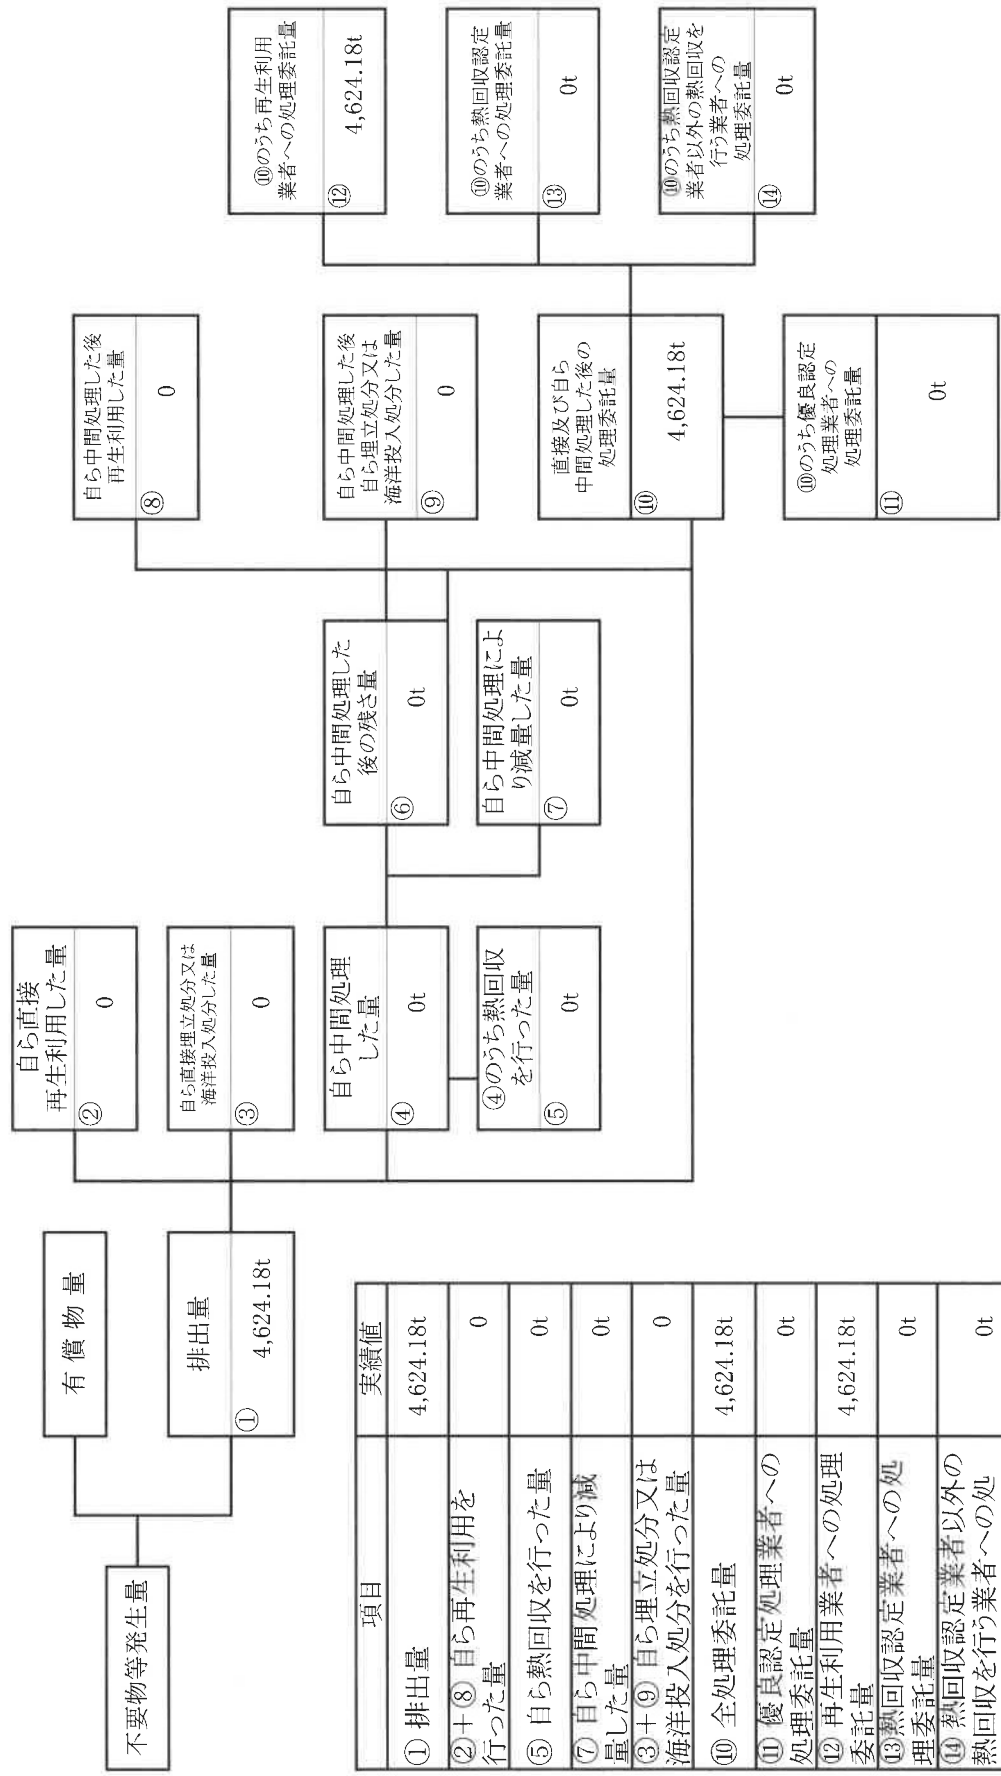 不要物等発生量
有償物量
排出量
① 4,624.18t
自ら直接
再生利用した量
② 0
自ら直接埋立処分又は
海洋投入処分した量
③ 0
自ら中間処理
した量
④ 0t
④のうち熱回収
を行った量
⑤ 0t
自ら中間処理した
後の残さ量
⑥ 0t
自ら中間処理によ
り減量した量
⑦ 0t
自ら中間処理した後
再生利用した量
⑧ 0
自ら中間処理した後
自ら埋立処分又は
海洋投入処分した量
⑨ 0
直接及び自ら
中間処理した後の
処理委託量
⑩ 4,624.18t
⑩のうち優良認定
処理業者への
処理委託量
⑪ 0t
⑩のうち再生利用
業者への処理委託量
⑫ 4,624.18t
⑩のうち熱回収認定
業者への処理委託量
⑬ 0t
⑩のうち熱回収認定
業者以外の熱回収を
行う業者への
処理委託量
⑭ 0t
項目 実績値
① 排出量 4,624.18t
②＋⑧ 自ら再生利用を
行った量 0
⑤ 自ら熱回収を行った量 0t
⑦ 自ら中間処理により減
量した量 0t
③＋⑨ 自ら埋立処分又は
海洋投入処分を行った量 0
⑩ 全処理委託量 4,624.18t
⑪ 優良認定処理業者への
処理委託量 0t
⑫ 再生利用業者への処理
委託量 4,624.18t
⑬熱回収認定業者への処
理委託量 0t
⑭ 熱回収認定業者以外の
熱回収を行う業者への処 0t